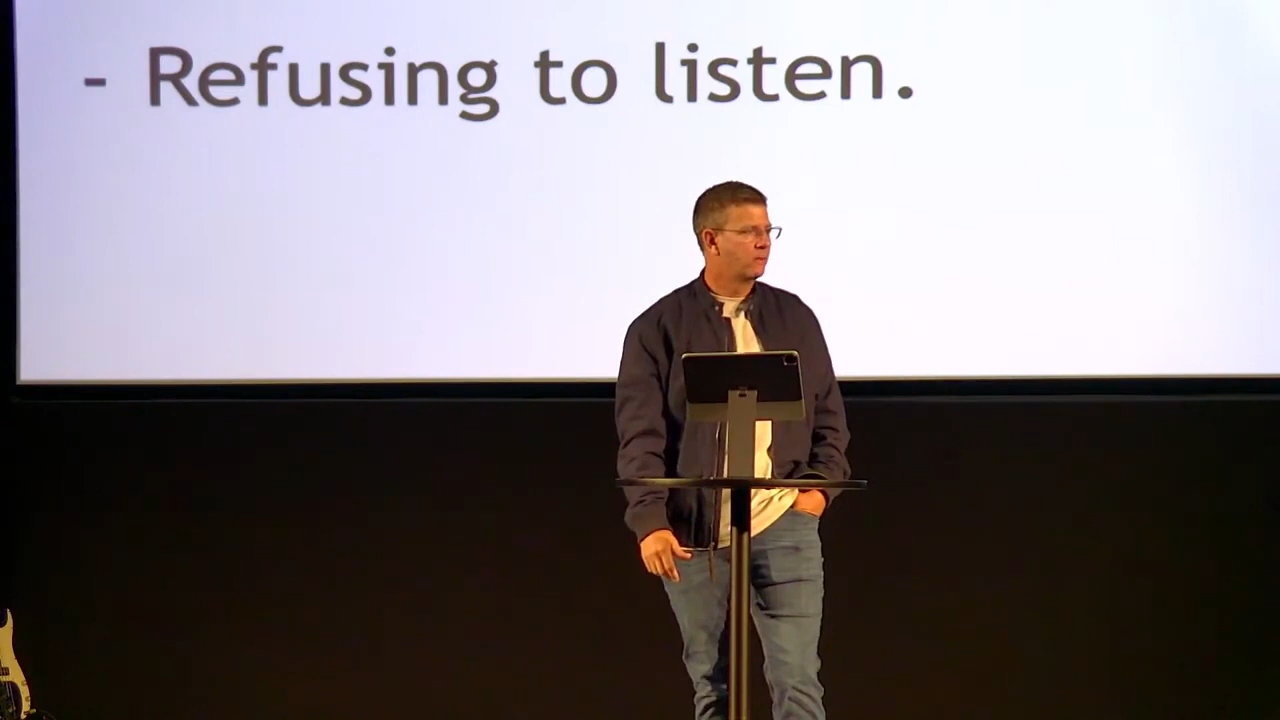 - Refusing to listen.